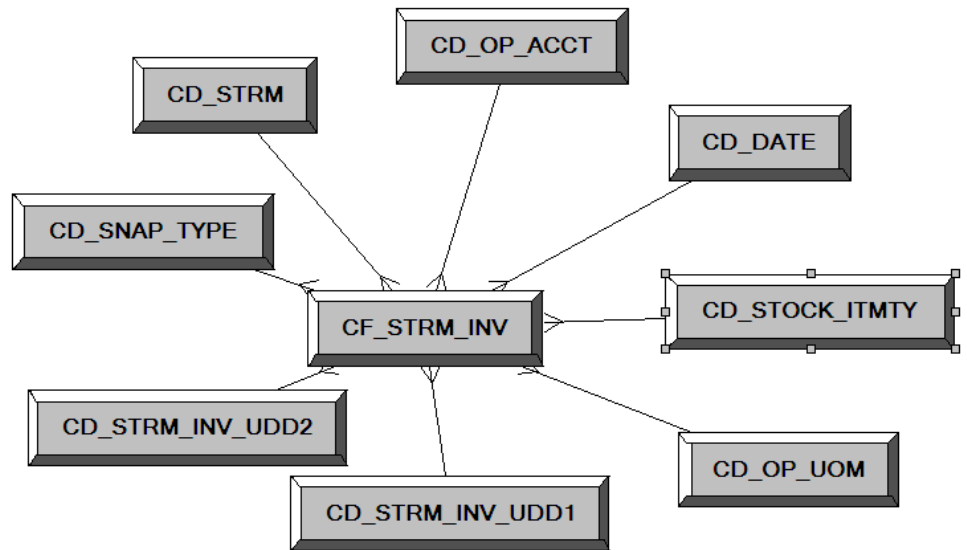 CD_OP_ACCT
CD_STRM
CD_DATE
CD_SNAP_TYPE
CD_STOCK_ITMTY
CF_STRM_INV
CD_STRM_INV_UDD2
CD_OP_UOM
CD_STRM_INV_UDD1